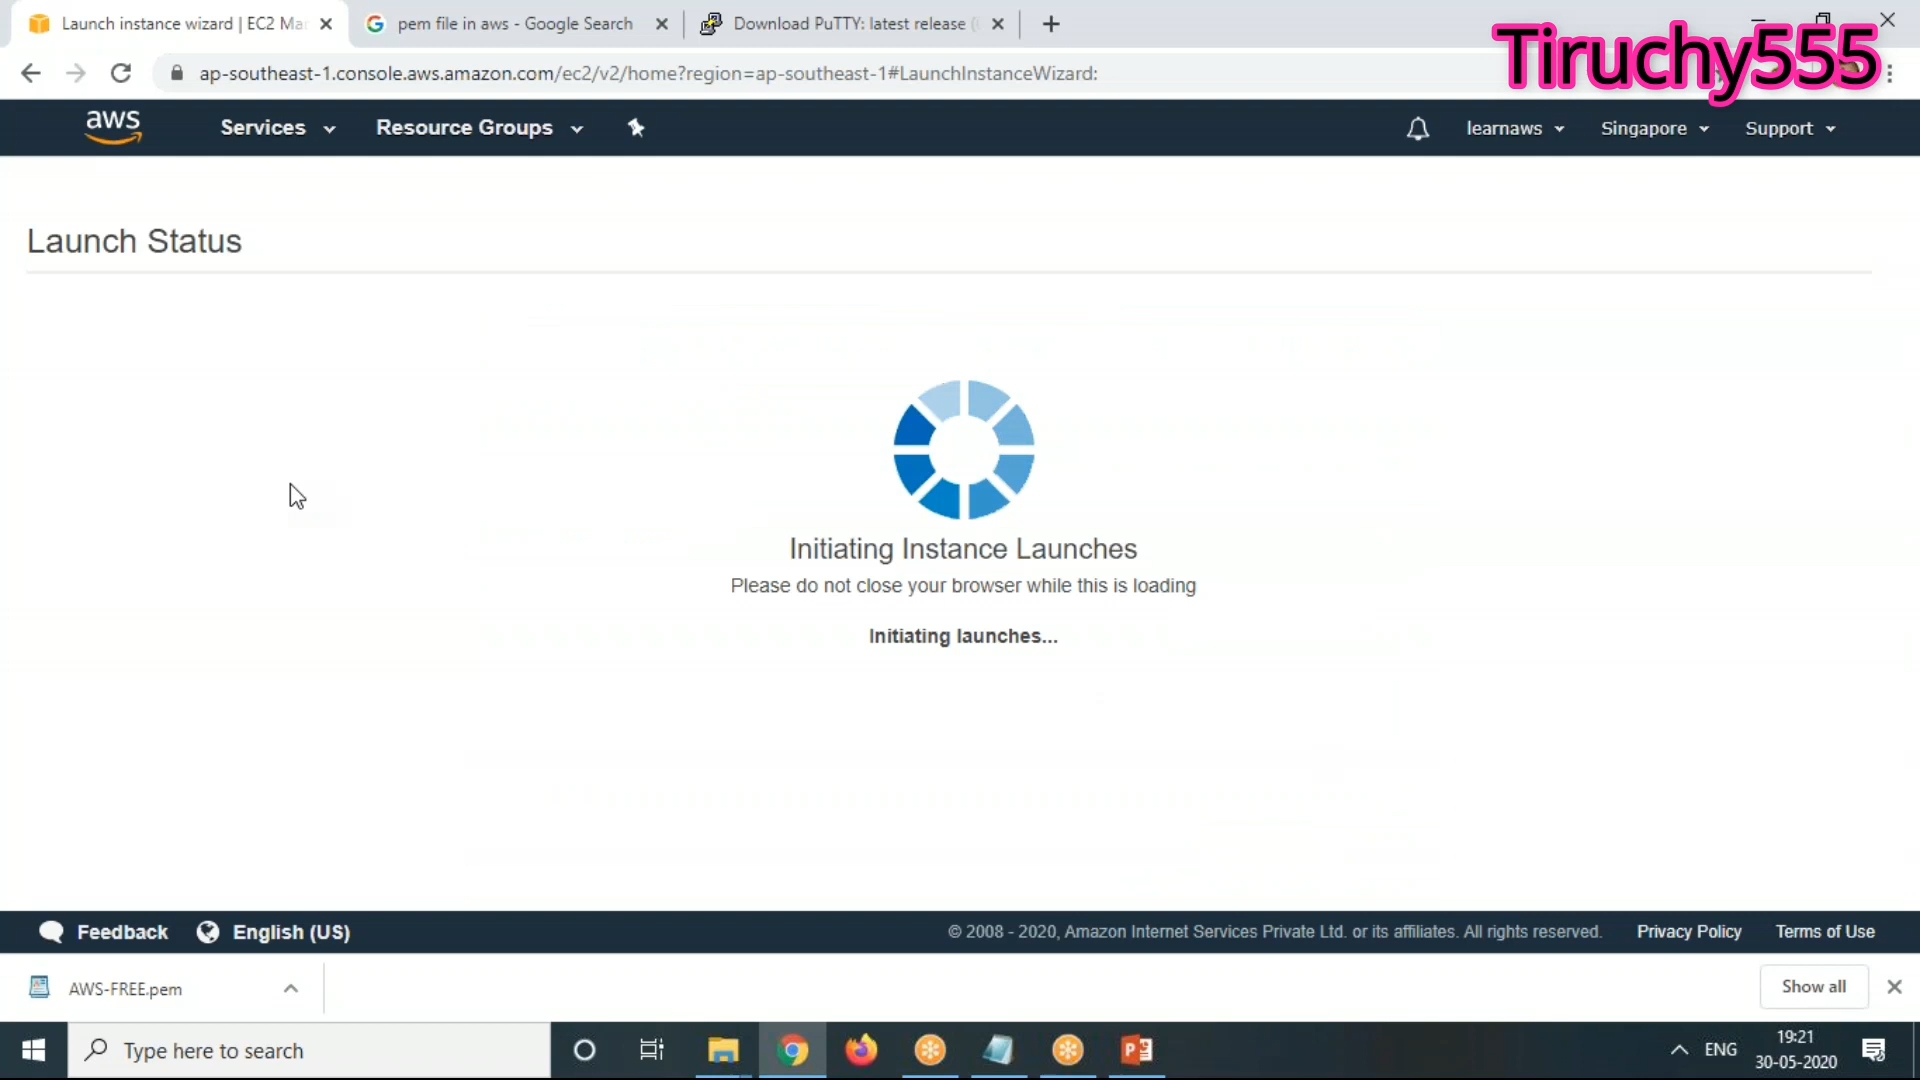 Launch instance wizard | EC2 Ma
pem file in aws - Google Search
Download PuTTY: latest release (
Tiruchy555
ap-southeast-1.console.aws.amazon.com/ec2/v2/home?region=ap-southeast-1#LaunchInstanceWizard:
aws
Services
Resource Groups
learnaws
Singapore
Support
Launch Status
Initiating Instance Launches
Please do not close your browser while this is loading
Initiating launches...
Feedback
English (US)
© 2008 - 2020, Amazon Internet Services Private Ltd. or its affiliates. All rights reserved.
Privacy Policy
Terms of Use
AWS-FREE.pem
Show all
Type here to search
ENG
19:21
30-05-2020